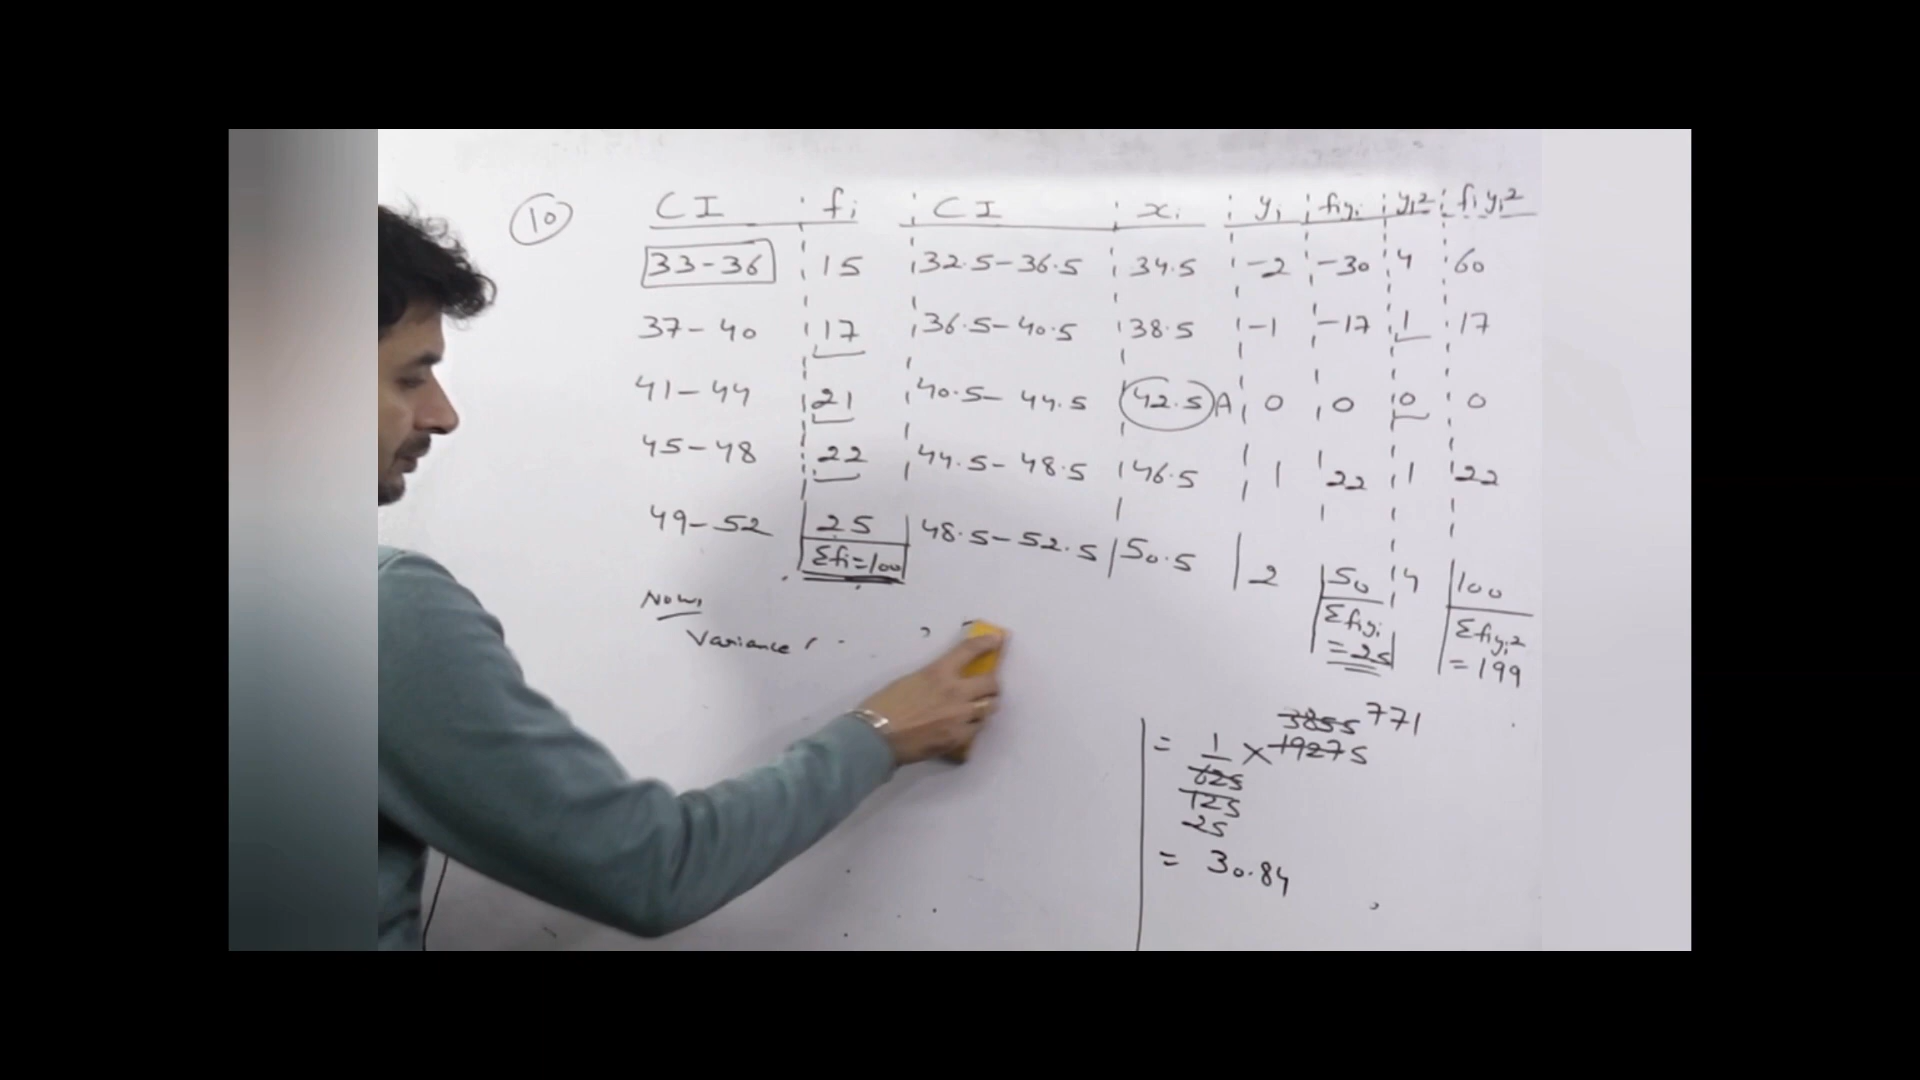 10
CI fi CI xi yi fiyi yi² fiyi²
33-36 15 32.5-36.5 34.5 -2 -30 4 60
37-40 17 36.5-40.5 38.5 -1 -17 1 17
41-44 21 40.5-44.5 42.5 A 0 0 0 0
45-48 22 44.5-48.5 46.5 1 22 1 22
49-52 25 48.5-52.5 50.5 2 50 4 100
Σfi=100
Σfiyi
=25
Σfiyi²
=199
Now,
Variance
3855 771
= 1 × 19275
625
125
25
= 30.84